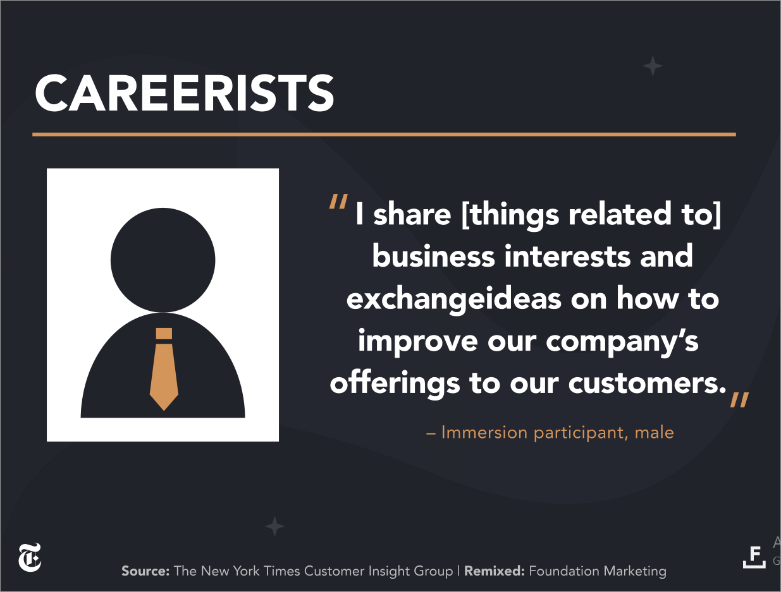 CAREERISTS
" I share [things related to]
business interests and
exchangeideas on how to
improve our company's
offerings to our customers. "
– Immersion participant, male
T
Source: The New York Times Customer Insight Group | Remixed: Foundation Marketing
F
A
G